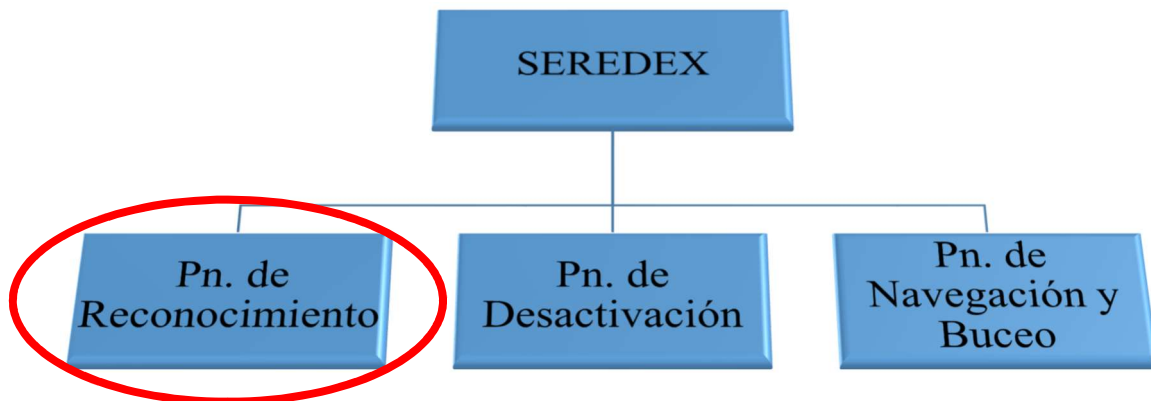 SEREDEX
Pn. de
Reconocimiento
Pn. de
Desactivación
Pn. de
Navegación y
Buceo